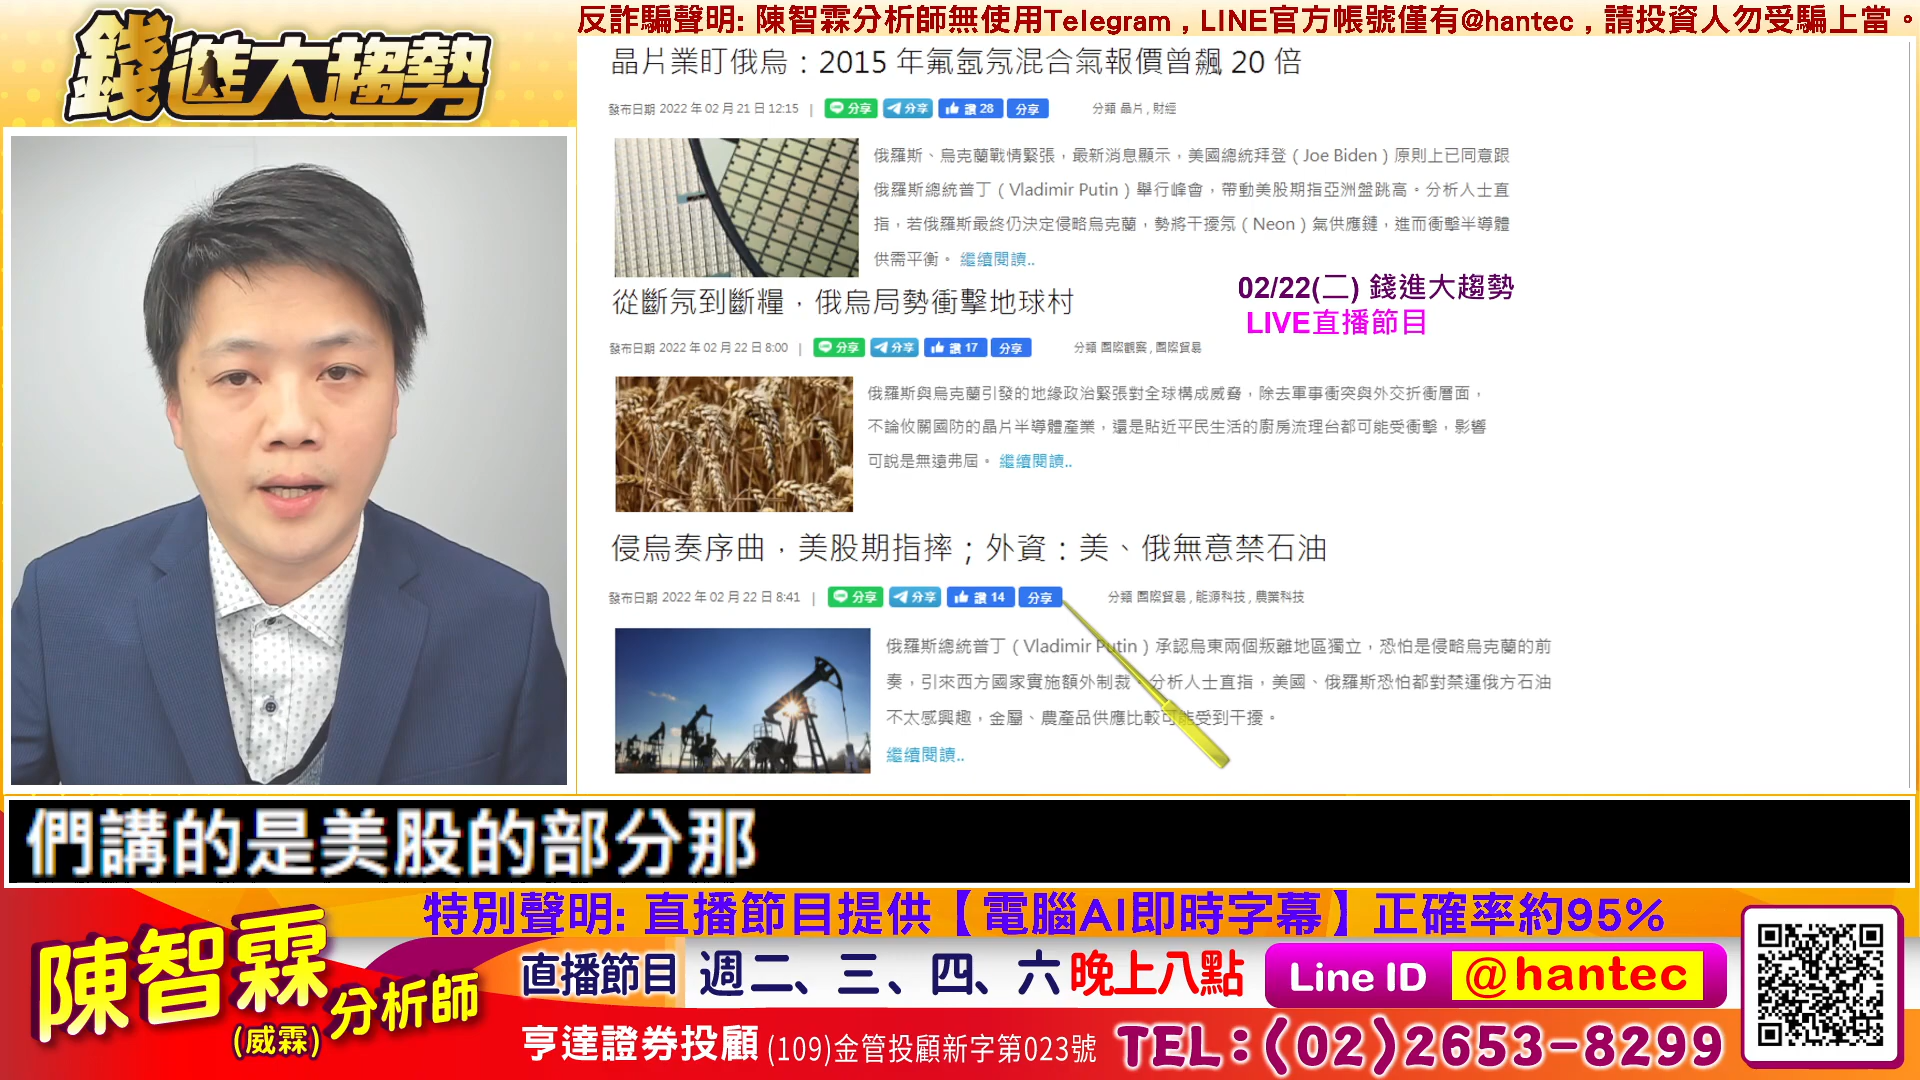 反詐騙聲明: 陳智霖分析師無使用Telegram , LINE官方帳號僅有@hantec , 請投資人勿受騙上當。
錢進大趨勢
晶片業盯俄烏：2015 年氟氬氖混合氣報價曾飆 20 倍
發布日期 2022 年 02 月 21 日 12:15 | 分享 分享 讚 28 分享 分類 晶片 , 財經
俄羅斯、烏克蘭戰情緊張，最新消息顯示，美國總統拜登（Joe Biden）原則上已同意跟
俄羅斯總統普丁（Vladimir Putin）舉行峰會，帶動美股期指亞洲盤跳高。分析人士直
指，若俄羅斯最終仍決定侵略烏克蘭，勢將干擾氖（Neon）氣供應鏈，進而衝擊半導體
供需平衡。 繼續閱讀..
02/22(二) 錢進大趨勢
LIVE直播節目
從斷氖到斷糧，俄烏局勢衝擊地球村
發布日期 2022 年 02 月 22 日 8:00 | 分享 分享 讚 17 分享 分類 國際觀察 , 國際貿易
俄羅斯與烏克蘭引發的地緣政治緊張對全球構成威脅，除去軍事衝突與外交折衝層面，
不論攸關國防的晶片半導體產業，還是貼近平民生活的廚房流理台都可能受衝擊，影響
可說是無遠弗屆。 繼續閱讀..
侵烏奏序曲，美股期指摔；外資：美、俄無意禁石油
發布日期 2022 年 02 月 22 日 8:41 | 分享 分享 讚 14 分享 分類 國際貿易 , 能源科技 , 農業科技
俄羅斯總統普丁（Vladimir Putin）承認烏東兩個叛離地區獨立，恐怕是侵略烏克蘭的前
奏，引來西方國家實施額外制裁。分析人士直指，美國、俄羅斯恐怕都對禁運俄方石油
不太感興趣，金屬、農產品供應比較可能受到干擾。
繼續閱讀..
們講的是美股的部分那
特別聲明: 直播節目提供【電腦AI即時字幕】正確率約95%
陳智霖 分析師
(威霖)
直播節目 週二、三、四、六 晚上八點
Line ID @hantec
亨達證券投顧 (109)金管投顧新字第023號 TEL:(02)2653-8299